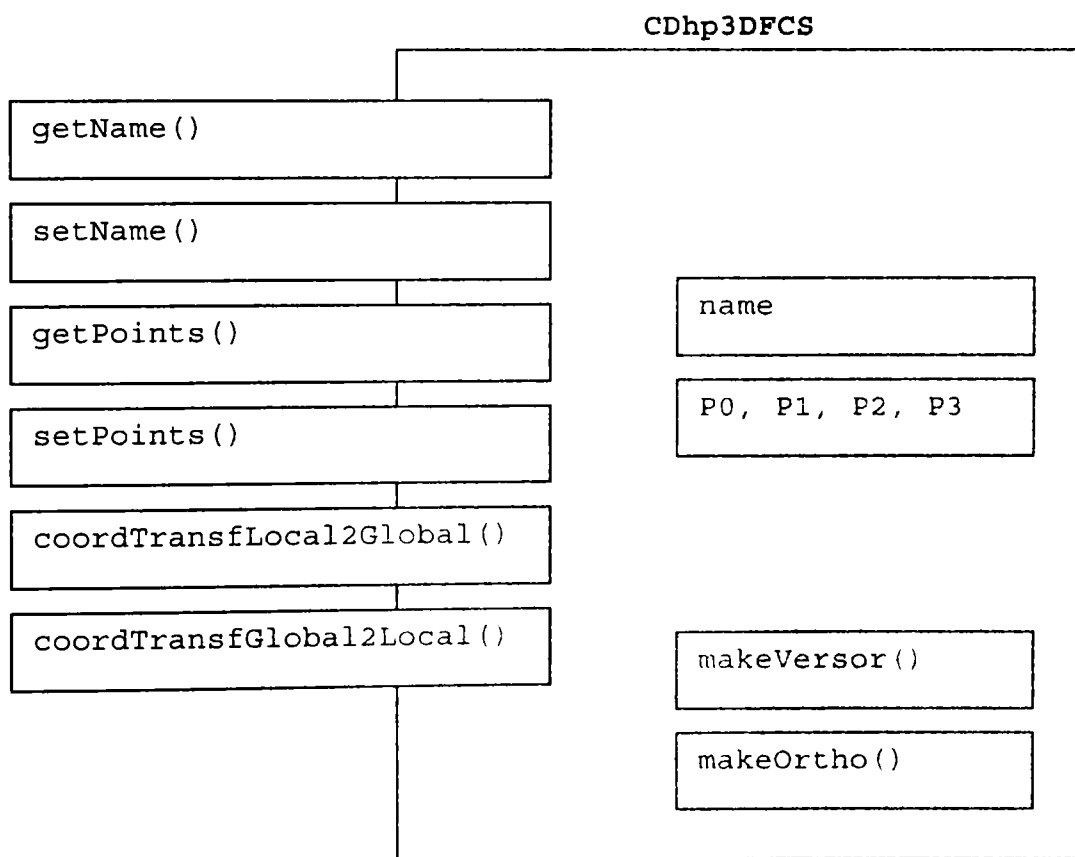 CDhp3DFCS
getName()
setName()
getPoints()
setPoints()
coordTransfLocal2Global()
coordTransfGlobal2Local()
name
P0, P1, P2, P3
makeVersor()
makeOrtho()